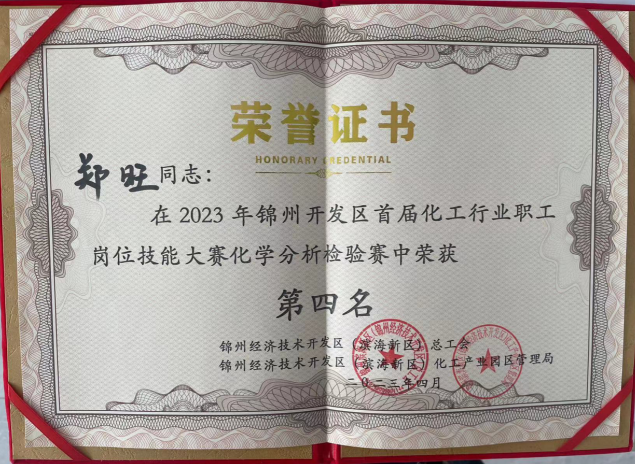 荣誉证书
HONORARY CREDENTIAL
郑旺同志：
在2023年锦州开发区首届化工行业职工
岗位技能大赛化学分析检验赛中荣获
第四名
锦州经济技术开发区（滨海新区）总工会
锦州经济技术开发区（滨海新区）化工产业园区管理局
二〇二三年四月